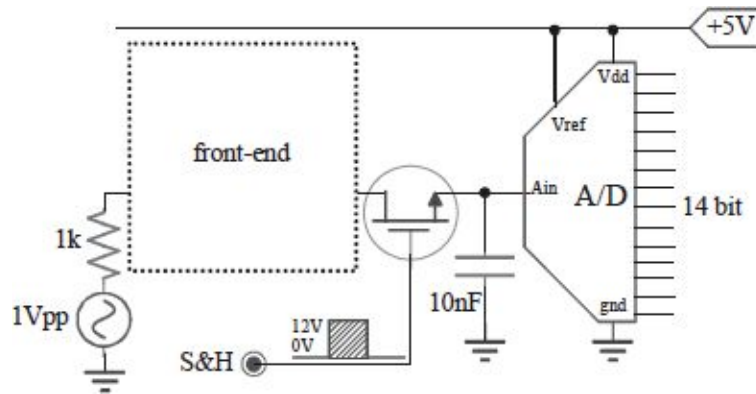 +5V
Vdd
Vref
front-end
Ain
A/D
14 bit
1k
10nF
gnd
1Vpp
12V
0V
S&H